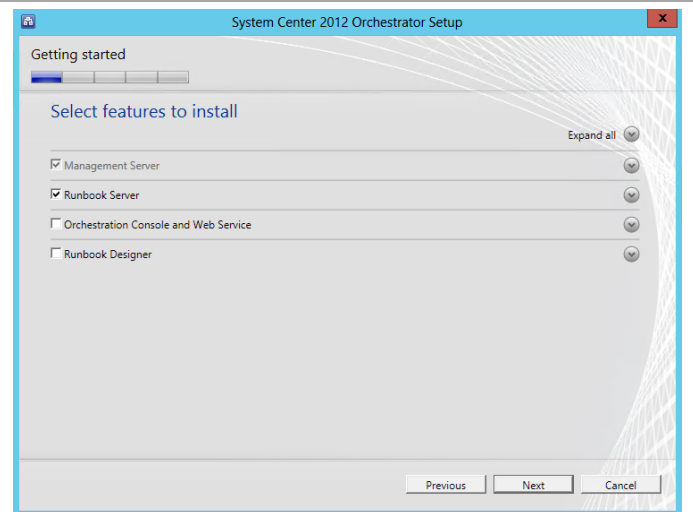 System Center 2012 Orchestrator Setup
x
Getting started
Select features to install
Expand all
Management Server
Runbook Server
Orchestration Console and Web Service
Runbook Designer
Previous Next Cancel